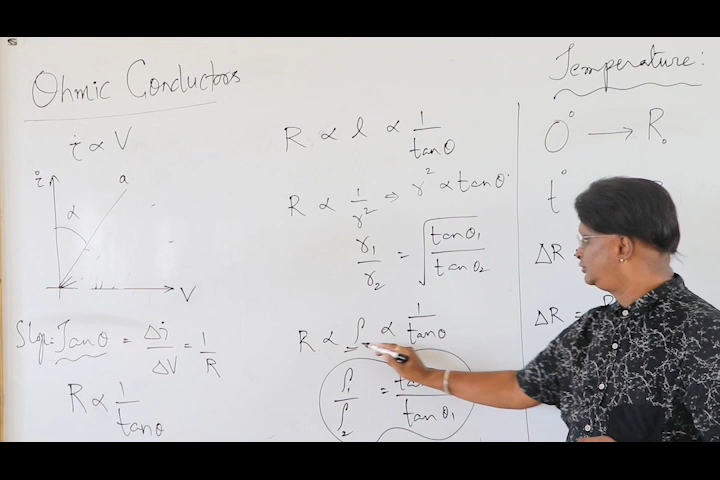 Ohmic Conductors
i ∝ V
i
a
α
V
Slope: Tanθ = Δi/ΔV = 1/R
R ∝ 1/tanθ
R ∝ l ∝ 1/tanθ
R ∝ 1/r² ⇒ r² ∝ tanθ
r₁/r₂ = √(tanθ₁/tanθ₂)
R ∝ ρ ∝ 1/tanθ
ρ₁/ρ₂ = tanθ₁
Temperature:
0° → R₀
t°
ΔR =
ΔR =